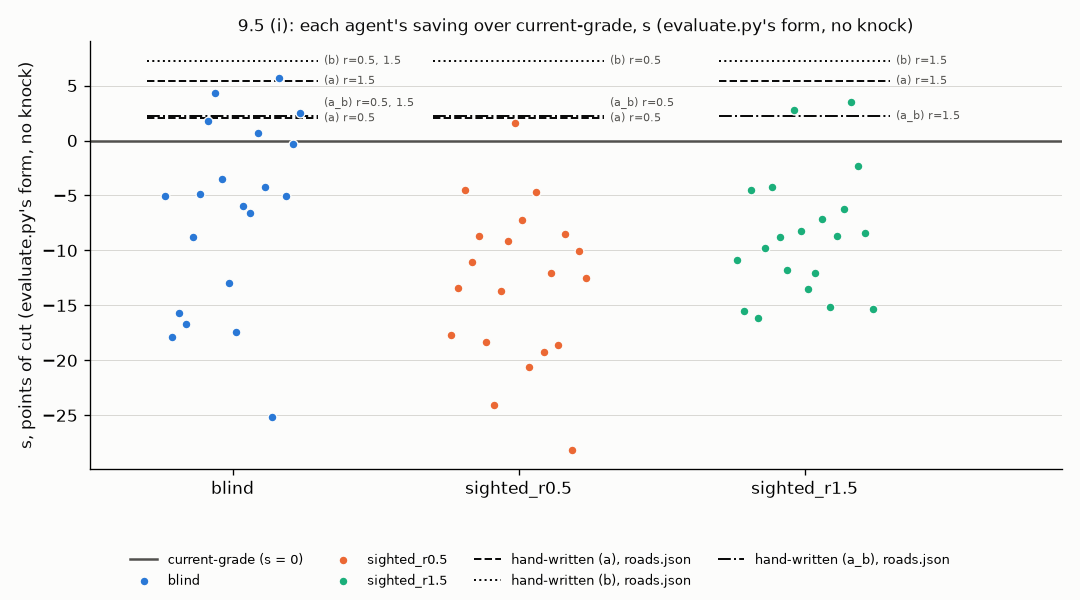 9.5 (i): each agent's saving over current-grade, s (evaluate.py's form, no knock)
s, points of cut (evaluate.py's form, no knock)
5
0
−5
−10
−15
−20
−25
(b) r=0.5, 1.5
(a) r=1.5
(a_b) r=0.5, 1.5
(a) r=0.5
(b) r=0.5
(a_b) r=0.5
(a) r=0.5
(b) r=1.5
(a) r=1.5
(a_b) r=1.5
blind
sighted_r0.5
sighted_r1.5
current-grade (s = 0)
blind
sighted_r0.5
sighted_r1.5
hand-written (a), roads.json
hand-written (b), roads.json
hand-written (a_b), roads.json